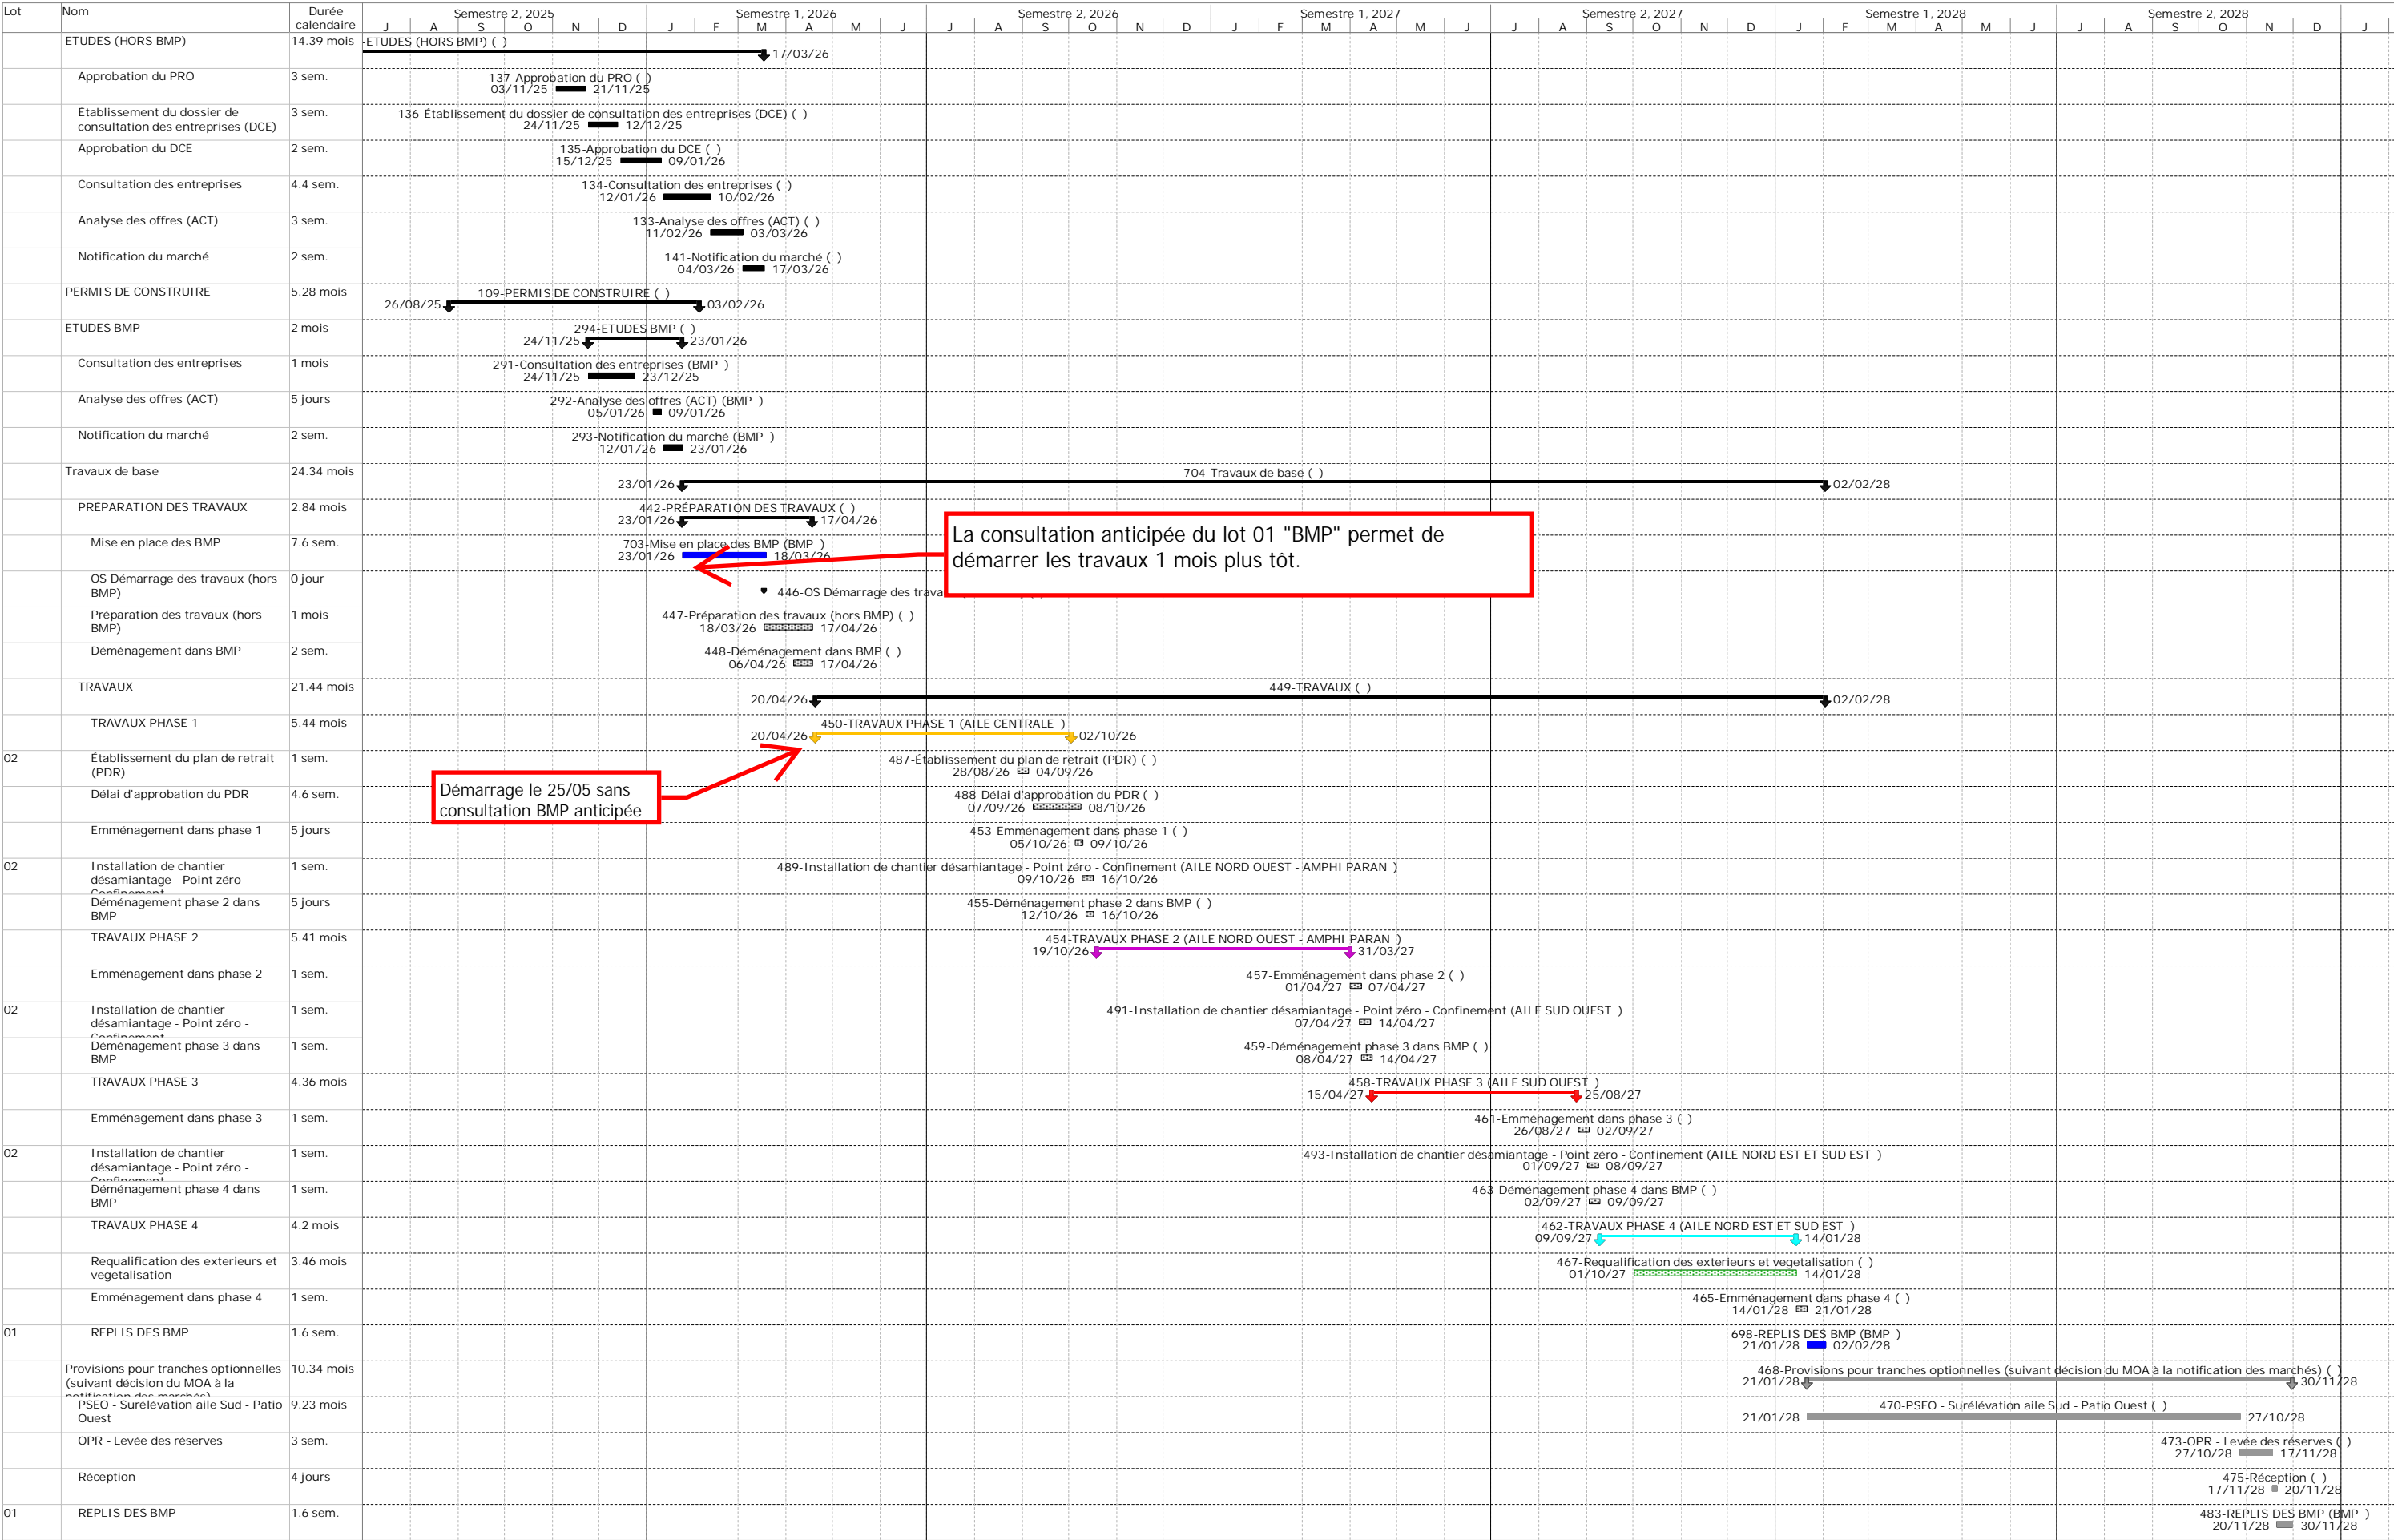 Lot Nom Durée calendaire Semestre 2, 2025 Semestre 1, 2026 Semestre 2, 2026 Semestre 1, 2027 Semestre 2, 2027 Semestre 1, 2028 Semestre 2, 2028
J A S O N D J F M A M J J A S O N D J F M A M J J A S O N D J F M A M J J A S O N D J
ETUDES (HORS BMP) 14.39 mois -ETUDES (HORS BMP) ( )
17/03/26
Approbation du PRO 3 sem. 137-Approbation du PRO ( )
03/11/25 21/11/25
Établissement du dossier de 3 sem. 136-Établissement du dossier de consultation des entreprises (DCE) ( )
consultation des entreprises (DCE) 24/11/25 12/12/25
Approbation du DCE 2 sem. 135-Approbation du DCE ( )
15/12/25 09/01/26
Consultation des entreprises 4.4 sem. 134-Consultation des entreprises ( )
12/01/26 10/02/26
Analyse des offres (ACT) 3 sem. 133-Analyse des offres (ACT) ( )
11/02/26 03/03/26
Notification du marché 2 sem. 141-Notification du marché ( )
04/03/26 17/03/26
PERMIS DE CONSTRUIRE 5.28 mois 109-PERMIS DE CONSTRUIRE ( )
26/08/25 03/02/26
ETUDES BMP 2 mois 294-ETUDES BMP ( )
24/11/25 23/01/26
Consultation des entreprises 1 mois 291-Consultation des entreprises (BMP )
24/11/25 23/12/25
Analyse des offres (ACT) 5 jours 292-Analyse des offres (ACT) (BMP )
05/01/26 09/01/26
Notification du marché 2 sem. 293-Notification du marché (BMP )
12/01/26 23/01/26
Travaux de base 24.34 mois 704-Travaux de base ( )
23/01/26 02/02/28
PRÉPARATION DES TRAVAUX 2.84 mois 442-PRÉPARATION DES TRAVAUX ( )
23/01/26 17/04/26
La consultation anticipée du lot 01 "BMP" permet de
démarrer les travaux 1 mois plus tôt.
Mise en place des BMP 7.6 sem. 703-Mise en place des BMP (BMP )
23/01/26 18/03/26
OS Démarrage des travaux (hors 0 jour
BMP) 446-OS Démarrage des trava
Préparation des travaux (hors 1 mois 447-Préparation des travaux (hors BMP) ( )
BMP) 18/03/26 17/04/26
Déménagement dans BMP 2 sem. 448-Déménagement dans BMP ( )
06/04/26 17/04/26
TRAVAUX 21.44 mois 449-TRAVAUX ( )
20/04/26 02/02/28
TRAVAUX PHASE 1 5.44 mois 450-TRAVAUX PHASE 1 (AILE CENTRALE )
20/04/26 02/10/26
02 Établissement du plan de retrait 1 sem. 487-Établissement du plan de retrait (PDR) ( )
(PDR) 28/08/26 04/09/26
Démarrage le 25/05 sans
consultation BMP anticipée
Délai d'approbation du PDR 4.6 sem. 488-Délai d'approbation du PDR ( )
07/09/26 08/10/26
Emménagement dans phase 1 5 jours 453-Emménagement dans phase 1 ( )
05/10/26 09/10/26
02 Installation de chantier 1 sem. 489-Installation de chantier désamiantage - Point zéro - Confinement (AILE NORD OUEST - AMPHI PARAN )
désamiantage - Point zéro - 09/10/26 16/10/26
Confinement
Déménagement phase 2 dans 5 jours 455-Déménagement phase 2 dans BMP ( )
BMP 12/10/26 16/10/26
TRAVAUX PHASE 2 5.41 mois 454-TRAVAUX PHASE 2 (AILE NORD OUEST - AMPHI PARAN )
19/10/26 31/03/27
Emménagement dans phase 2 1 sem. 457-Emménagement dans phase 2 ( )
01/04/27 07/04/27
02 Installation de chantier 1 sem. 491-Installation de chantier désamiantage - Point zéro - Confinement (AILE SUD OUEST )
désamiantage - Point zéro - 07/04/27 14/04/27
Confinement
Déménagement phase 3 dans 1 sem. 459-Déménagement phase 3 dans BMP ( )
BMP 08/04/27 14/04/27
TRAVAUX PHASE 3 4.36 mois 458-TRAVAUX PHASE 3 (AILE SUD OUEST )
15/04/27 25/08/27
Emménagement dans phase 3 1 sem. 461-Emménagement dans phase 3 ( )
26/08/27 02/09/27
02 Installation de chantier 1 sem. 493-Installation de chantier désamiantage - Point zéro - Confinement (AILE NORD EST ET SUD EST )
désamiantage - Point zéro - 01/09/27 08/09/27
Confinement
Déménagement phase 4 dans 1 sem. 463-Déménagement phase 4 dans BMP ( )
BMP 02/09/27 09/09/27
TRAVAUX PHASE 4 4.2 mois 462-TRAVAUX PHASE 4 (AILE NORD EST ET SUD EST )
09/09/27 14/01/28
Requalification des exterieurs et 3.46 mois 467-Requalification des exterieurs et vegetalisation ( )
vegetalisation 01/10/27 14/01/28
Emménagement dans phase 4 1 sem. 465-Emménagement dans phase 4 ( )
14/01/28 21/01/28
01 REPLIS DES BMP 1.6 sem. 698-REPLIS DES BMP (BMP )
21/01/28 02/02/28
Provisions pour tranches optionnelles 10.34 mois 468-Provisions pour tranches optionnelles (suivant décision du MOA à la notification des marchés) ( )
(suivant décision du MOA à la 21/01/28 30/11/28
notification des marchés)
PSEO - Surélévation aile Sud - Patio 9.23 mois 470-PSEO - Surélévation aile Sud - Patio Ouest ( )
Ouest 21/01/28 27/10/28
OPR - Levée des réserves 3 sem. 473-OPR - Levée des réserves ( )
27/10/28 17/11/28
Réception 4 jours 475-Réception ( )
17/11/28 20/11/28
01 REPLIS DES BMP 1.6 sem. 483-REPLIS DES BMP (BMP )
20/11/28 30/11/28